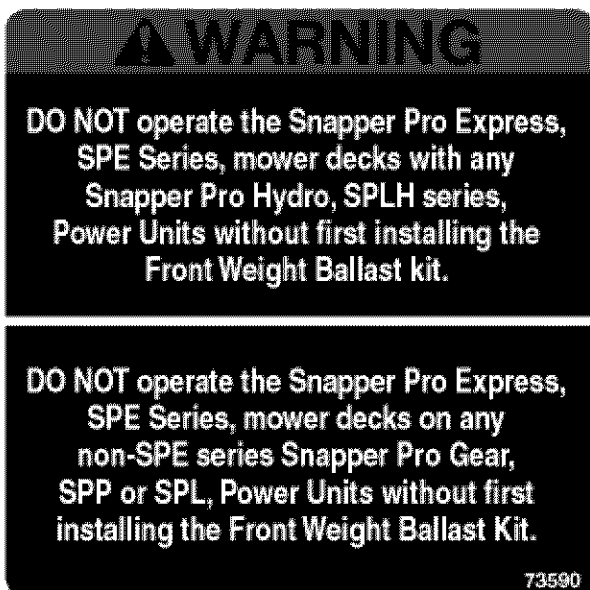 WARNING
DO NOT operate the Snapper Pro Express,
SPE Series, mower decks with any
Snapper Pro Hydro, SPLH series,
Power Units without first installing the
Front Weight Ballast kit.
DO NOT operate the Snapper Pro Express,
SPE Series, mower decks on any
non-SPE series Snapper Pro Gear,
SPP or SPL, Power Units without first
installing the Front Weight Ballast Kit.
73590